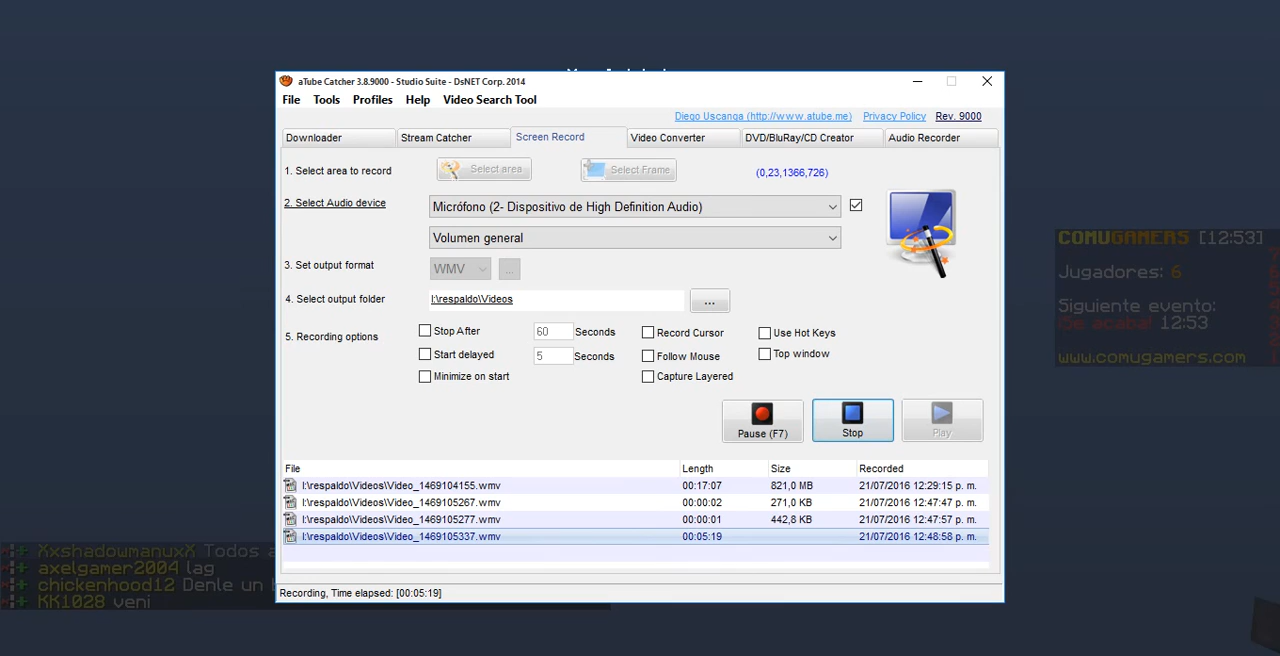 aTube Catcher 3.8.9000 - Studio Suite - DsNET Corp. 2014
File Tools Profiles Help Video Search Tool
Diego Uscanga (http://www.atube.me) Privacy Policy Rev. 9000
Downloader Stream Catcher Screen Record Video Converter DVD/BluRay/CD Creator Audio Recorder
1. Select area to record Select area Select Frame (0,23,1366,726)
2. Select Audio device Micrófono (2- Dispositivo de High Definition Audio)
Volumen general
3. Set output format WMV ...
4. Select output folder I:\respaldo\Videos ...
5. Recording options Stop After 60 Seconds Record Cursor Use Hot Keys
Start delayed 5 Seconds Follow Mouse Top window
Minimize on start Capture Layered
Pause (F7) Stop Play
File Length Size Recorded
I:\respaldo\Videos\Video_1469104155.wmv 00:17:07 821,0 MB 21/07/2016 12:29:15 p. m.
I:\respaldo\Videos\Video_1469105267.wmv 00:00:02 271,0 KB 21/07/2016 12:47:47 p. m.
I:\respaldo\Videos\Video_1469105277.wmv 00:00:01 442,8 KB 21/07/2016 12:47:57 p. m.
I:\respaldo\Videos\Video_1469105337.wmv 00:05:19 21/07/2016 12:48:58 p. m.
Recording, Time elapsed: [00:05:19]
COMUGAMERS [12:53]
Jugadores: 6
Siguiente evento:
¡Se acaba! 12:53
www.comugamers.com
XxshadowmanuxX Todos
axelgamer2004 lag
chickenhood12 Denle un
KK1028 veni